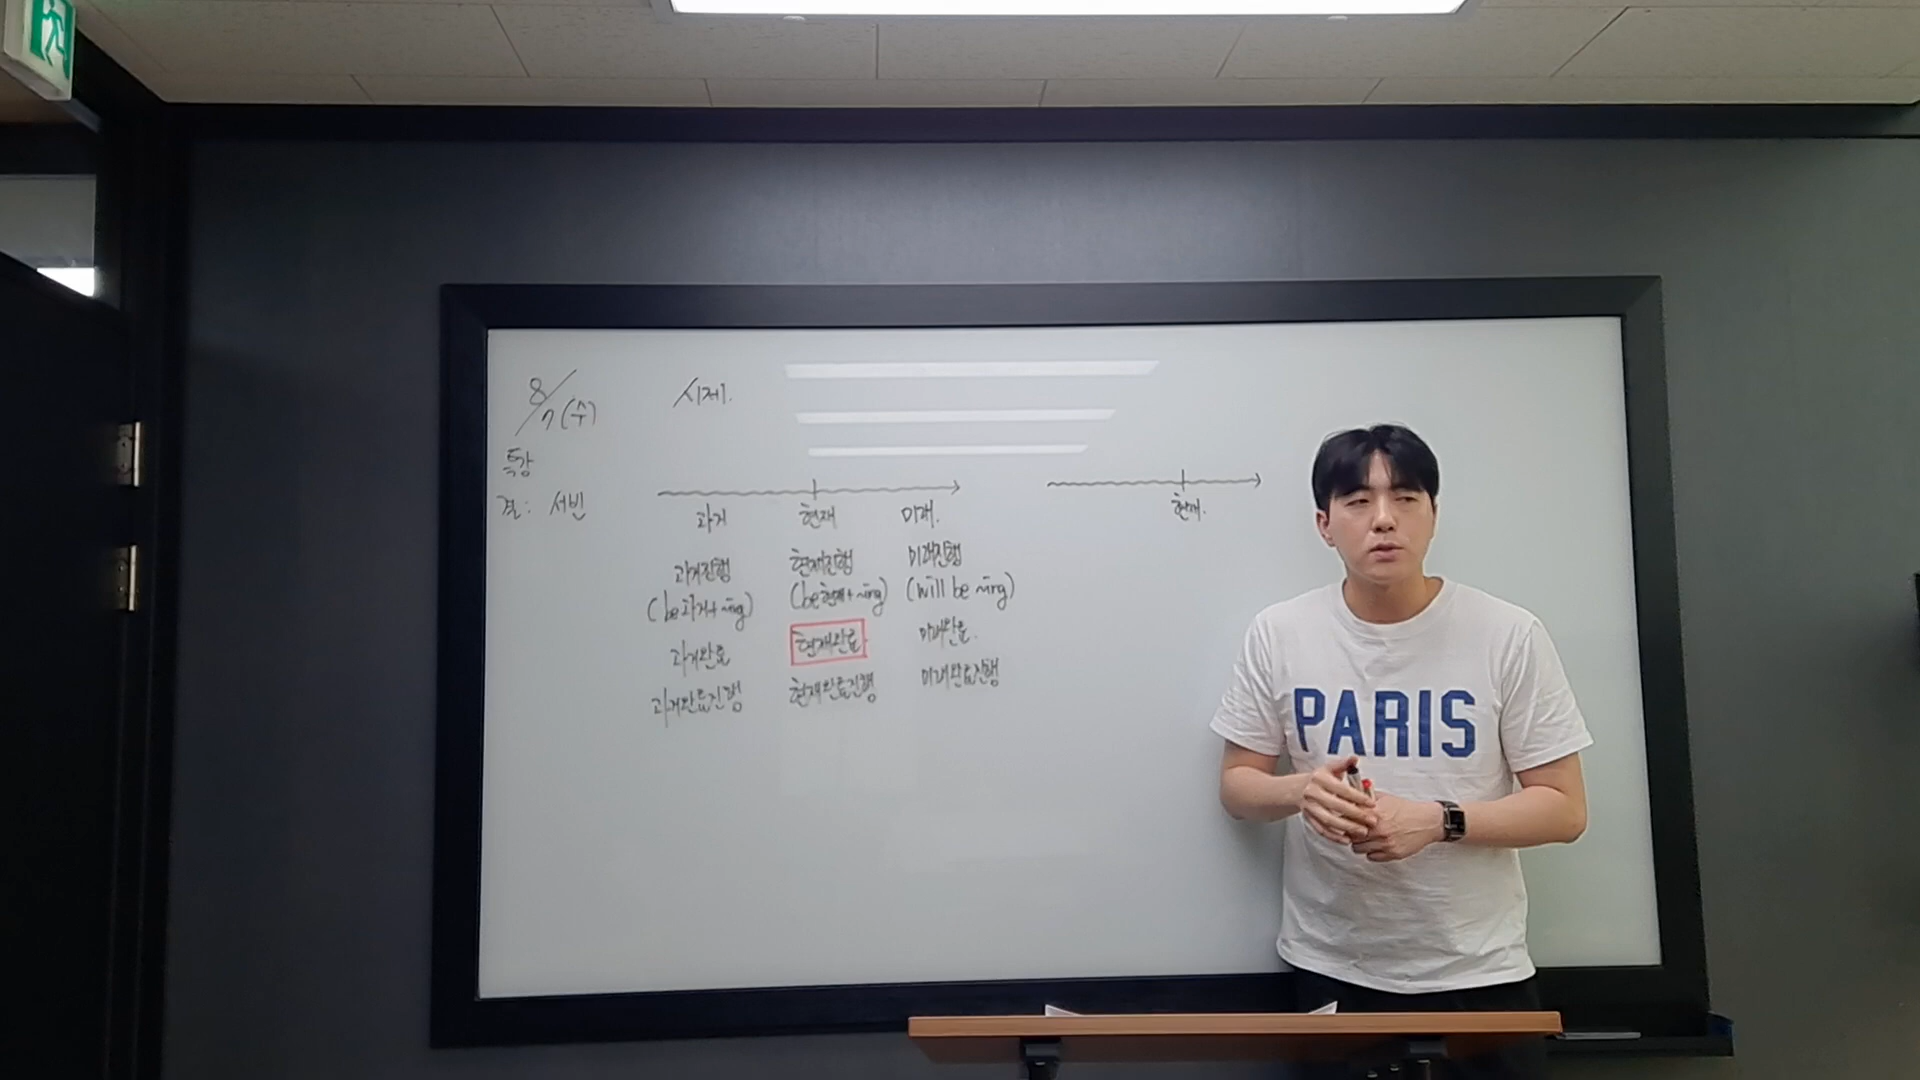 8/7(수)
시제.
특강
결: 서빈
과거 현재 미래.
과거진행 현재진행 미래진행
(be과거+~ing) (be현재+~ing) (will be ~ing)
과거완료 현재완료. 미래완료.
과거완료진행 현재완료진행 미래완료진행
현재.
PARIS